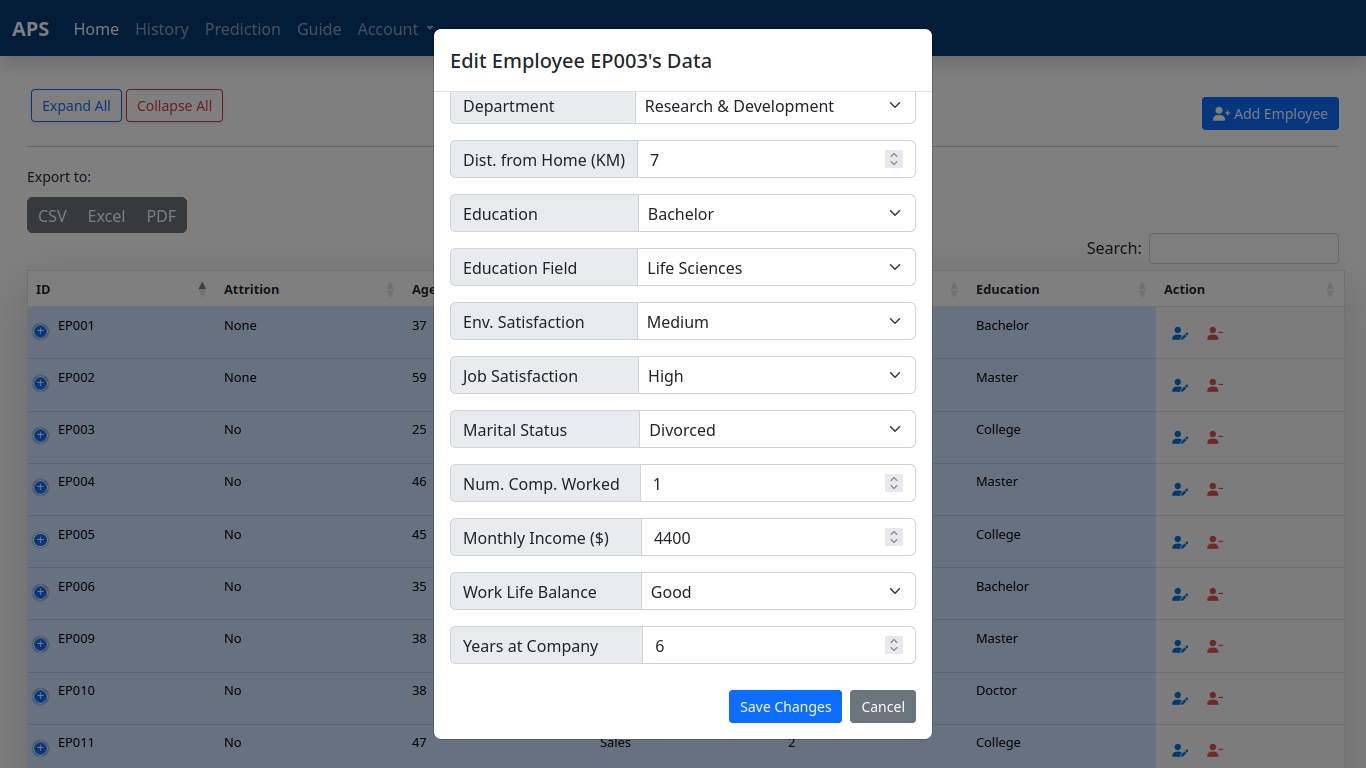 APS Home History Prediction Guide Account
Edit Employee EP003's Data
Expand All Collapse All
Add Employee
Export to:
CSV Excel PDF
Search:
ID Attrition Age Education Action
EP001 None 37 Bachelor
EP002 None 59 Master
EP003 No 25 College
EP004 No 46 Master
EP005 No 45 College
EP006 No 35 Bachelor
EP009 No 38 Master
EP010 No 38 Doctor
EP011 No 47 Sales 2 College
Department Research & Development
Dist. from Home (KM) 7
Education Bachelor
Education Field Life Sciences
Env. Satisfaction Medium
Job Satisfaction High
Marital Status Divorced
Num. Comp. Worked 1
Monthly Income ($) 4400
Work Life Balance Good
Years at Company 6
Save Changes Cancel